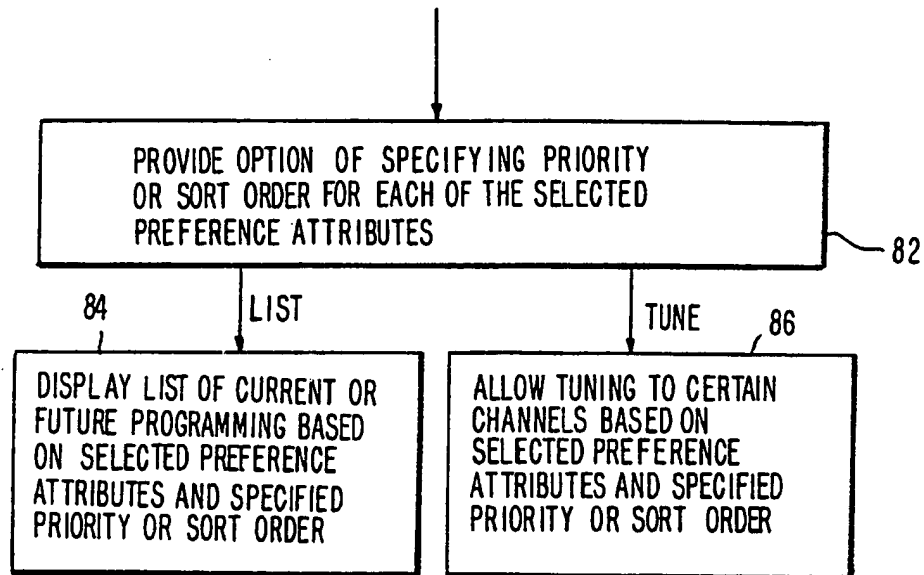 PROVIDE OPTION OF SPECIFYING PRIORITY
OR SORT ORDER FOR EACH OF THE SELECTED
PREFERENCE ATTRIBUTES
82
84
LIST
TUNE
86
DISPLAY LIST OF CURRENT OR
FUTURE PROGRAMMING BASED
ON SELECTED PREFERENCE
ATTRIBUTES AND SPECIFIED
PRIORITY OR SORT ORDER
ALLOW TUNING TO CERTAIN
CHANNELS BASED ON
SELECTED PREFERENCE
ATTRIBUTES AND SPECIFIED
PRIORITY OR SORT ORDER